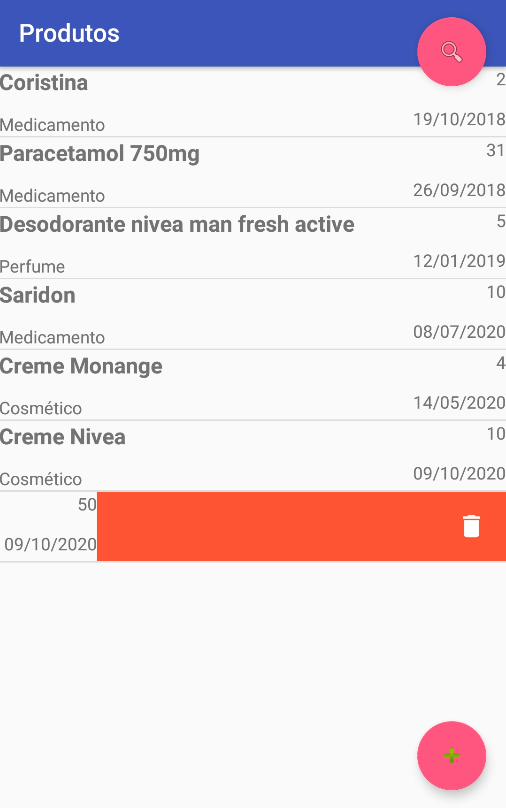 Produtos
Coristina 2
Medicamento 19/10/2018
Paracetamol 750mg 31
Medicamento 26/09/2018
Desodorante nivea man fresh active 5
Perfume 12/01/2019
Saridon 10
Medicamento 08/07/2020
Creme Monange 4
Cosmético 14/05/2020
Creme Nivea 10
Cosmético 09/10/2020
50
09/10/2020